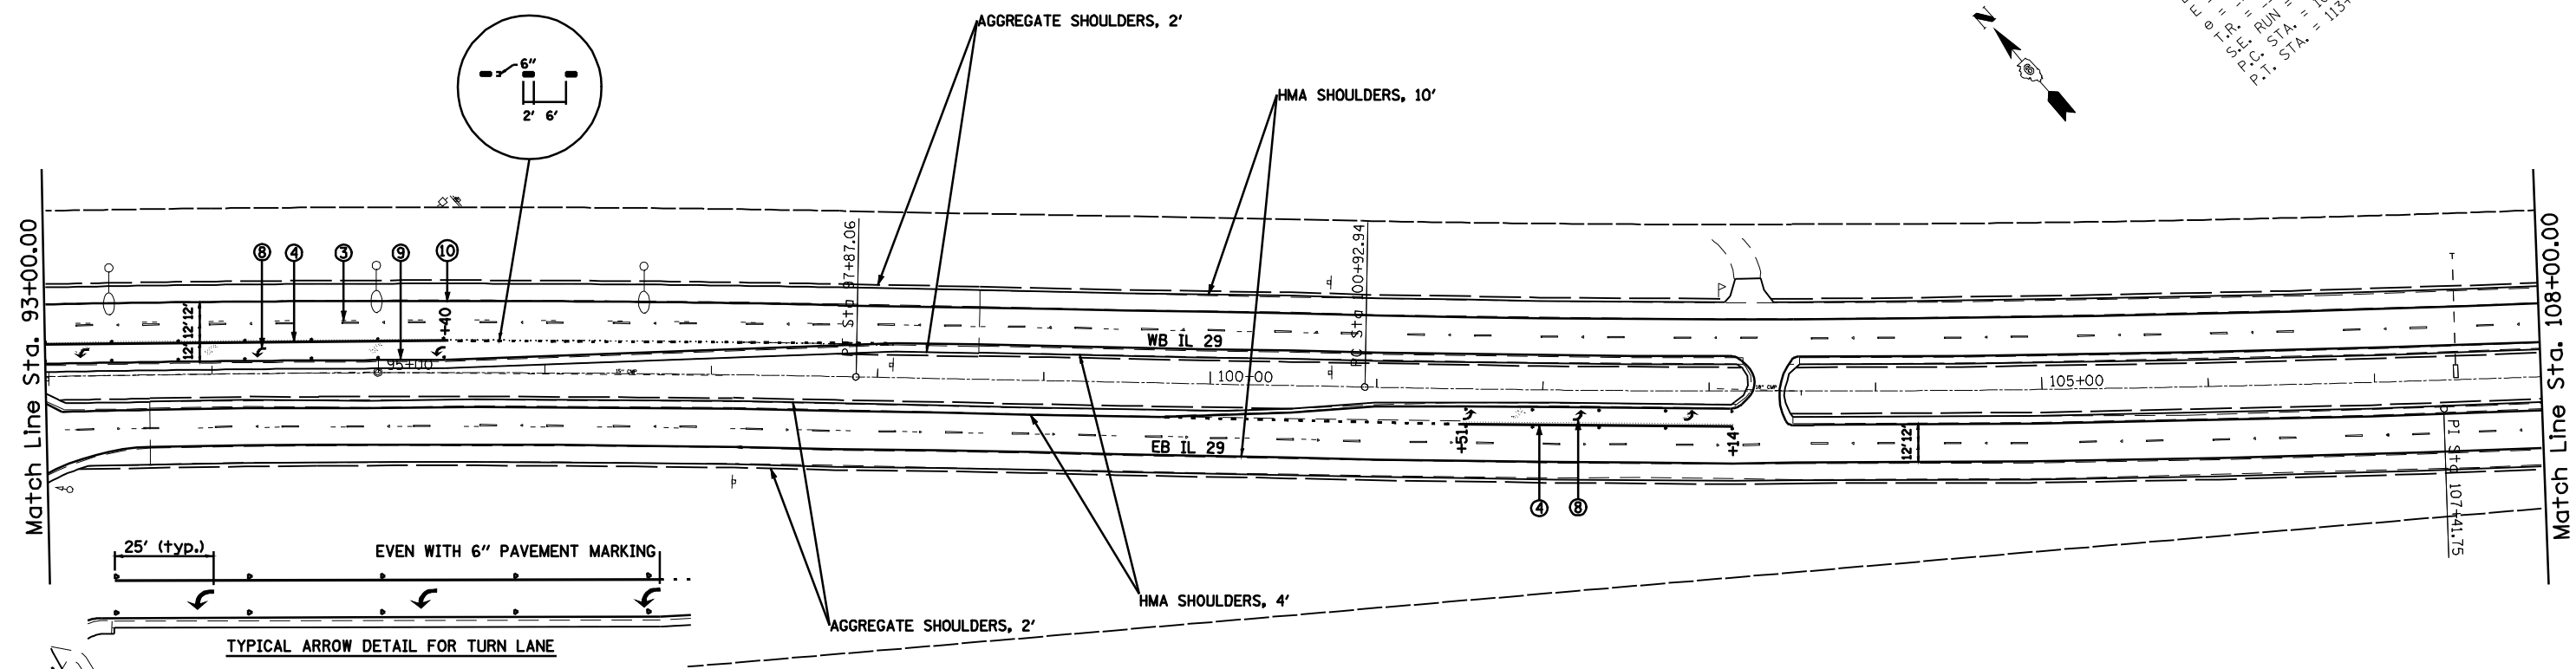 AGGREGATE SHOULDERS, 2'
N
E =
e = -
T.R. = -
S.E. RUN =
P.C. STA. = 10
P.T. STA. = 113+
6"
2' 6'
HMA SHOULDERS, 10'
Match Line Sta. 93+00.00
8
4
3
9
10
12' 12' 12'
+40
95+00
15" CMP
97+87.06
PC Sta 100+92.94
WB IL 29
100+00
105+00
EB IL 29
+51
+14
12' 12'
4
8
PI Sta 107+41.75
Match Line Sta. 108+00.00
25' (typ.)
EVEN WITH 6" PAVEMENT MARKING
TYPICAL ARROW DETAIL FOR TURN LANE
HMA SHOULDERS, 4'
AGGREGATE SHOULDERS, 2'